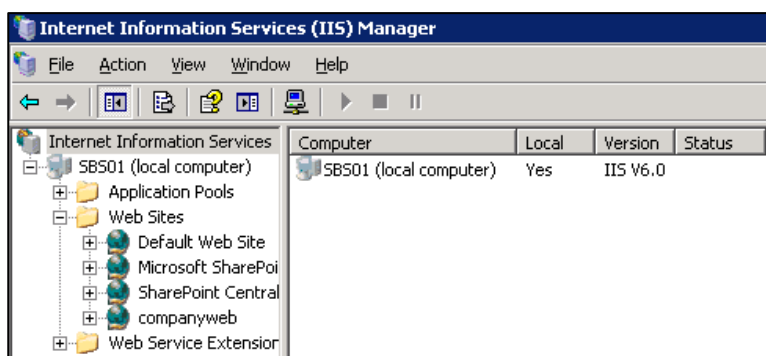 Internet Information Services (IIS) Manager
File Action View Window Help
Internet Information Services
Computer Local Version Status
SBS01 (local computer)
SBS01 (local computer) Yes IIS V6.0
Application Pools
Web Sites
Default Web Site
Microsoft SharePoi
SharePoint Central
companyweb
Web Service Extension